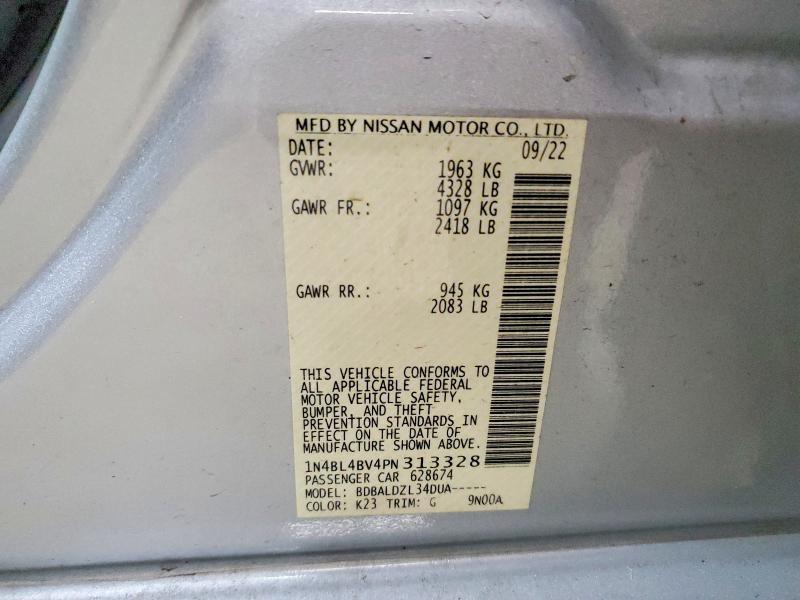 MFD BY NISSAN MOTOR CO., LTD.
DATE: 09/22
GVWR: 1963 KG
4328 LB
GAWR FR.: 1097 KG
2418 LB
GAWR RR.: 945 KG
2083 LB
THIS VEHICLE CONFORMS TO
ALL APPLICABLE FEDERAL
MOTOR VEHICLE SAFETY,
BUMPER, AND THEFT
PREVENTION STANDARDS IN
EFFECT ON THE DATE OF
MANUFACTURE SHOWN ABOVE.
1N4BL4BV4PN313328
PASSENGER CAR 628674
MODEL: BDBALDZL34DUA-----
COLOR: K23 TRIM: G 9N00A